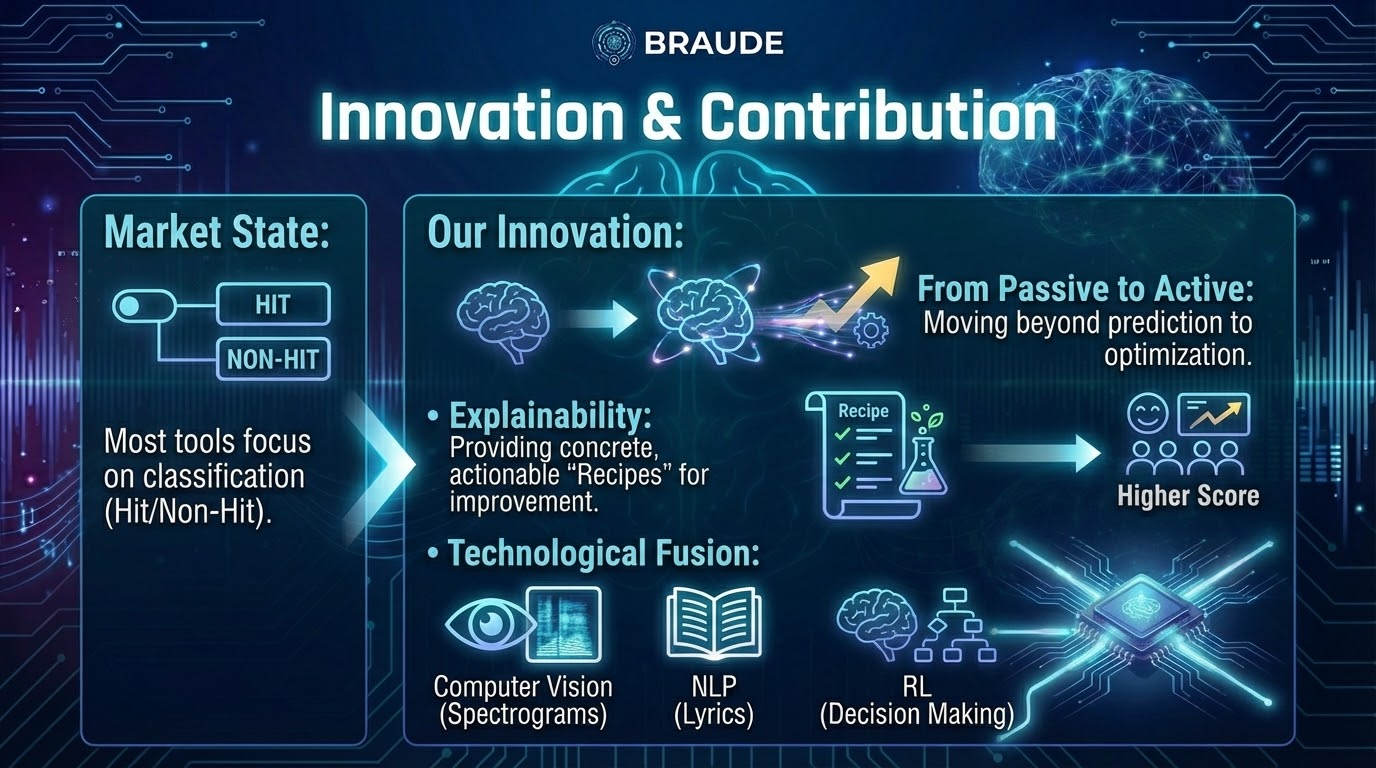 BRAUDE
Innovation & Contribution
Market State:
HIT
NON-HIT
Most tools focus
on classification
(Hit/Non-Hit).
Our Innovation:
From Passive to Active:
Moving beyond prediction to
optimization.
• Explainability:
Providing concrete,
actionable “Recipes” for
improvement.
Recipe
Higher Score
• Technological Fusion:
Computer Vision
(Spectrograms)
NLP
(Lyrics)
RL
(Decision Making)